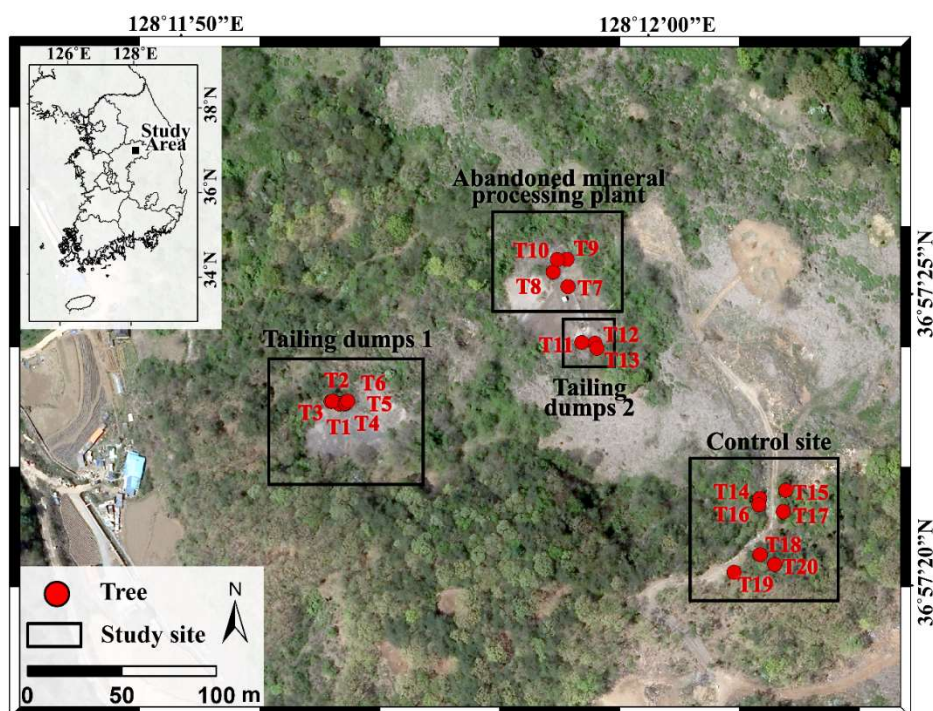 128°11'50"E
128°12'00"E
126°E
128°E
38°N
36°N
34°N
Study
Area
Abandoned mineral
processing plant
T10
T9
T8
T7
36°57'25"N
T11
T12
T13
Tailing
dumps 2
Tailing dumps 1
T2
T6
T3
T5
T1
T4
Control site
T14
T15
T16
T17
T18
T20
T19
36°57'20"N
Tree
N
Study site
0
50
100 m